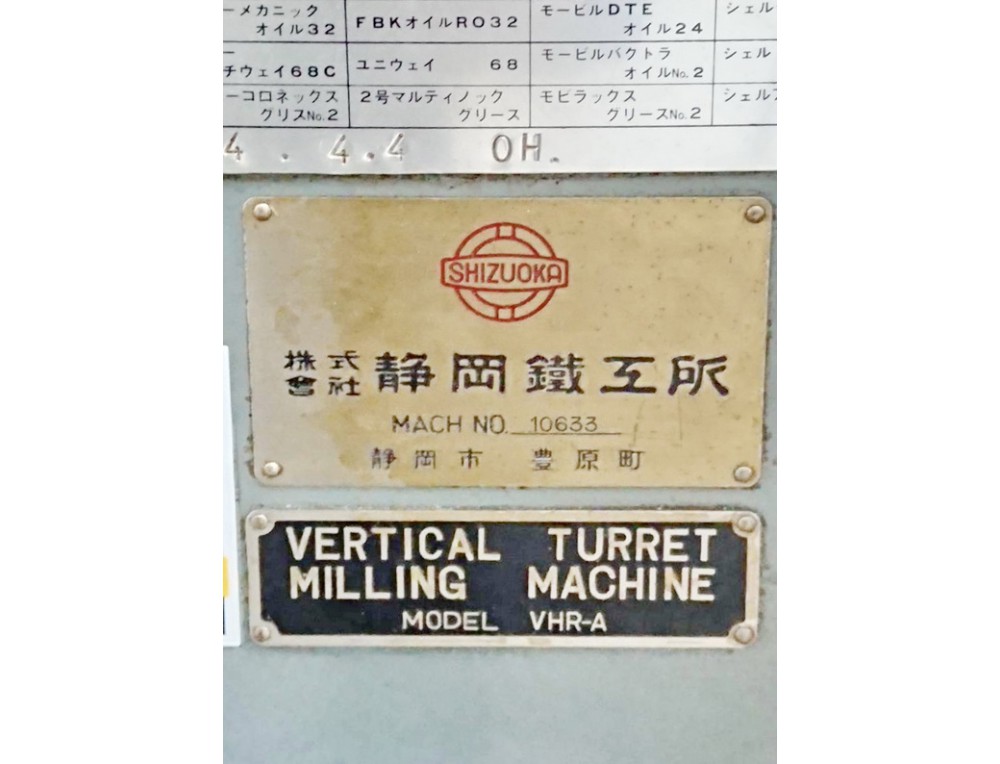 ーメカニック FBKオイルRO32 モービルDTE シェル
オイル32 オイル24
チウェイ68C ユニウェイ 68 モービルバクトラ シェル
オイルNo.2
ーコロネックス 2号マルティノック モビラックス シェル
グリスNo.2 グリース グリースNo.2
4 . 4.4 OH.
SHIZUOKA
株式會社 静岡鐵工所
MACH NO. 10633
静岡市 豊原町
VERTICAL TURRET
MILLING MACHINE
MODEL VHR-A